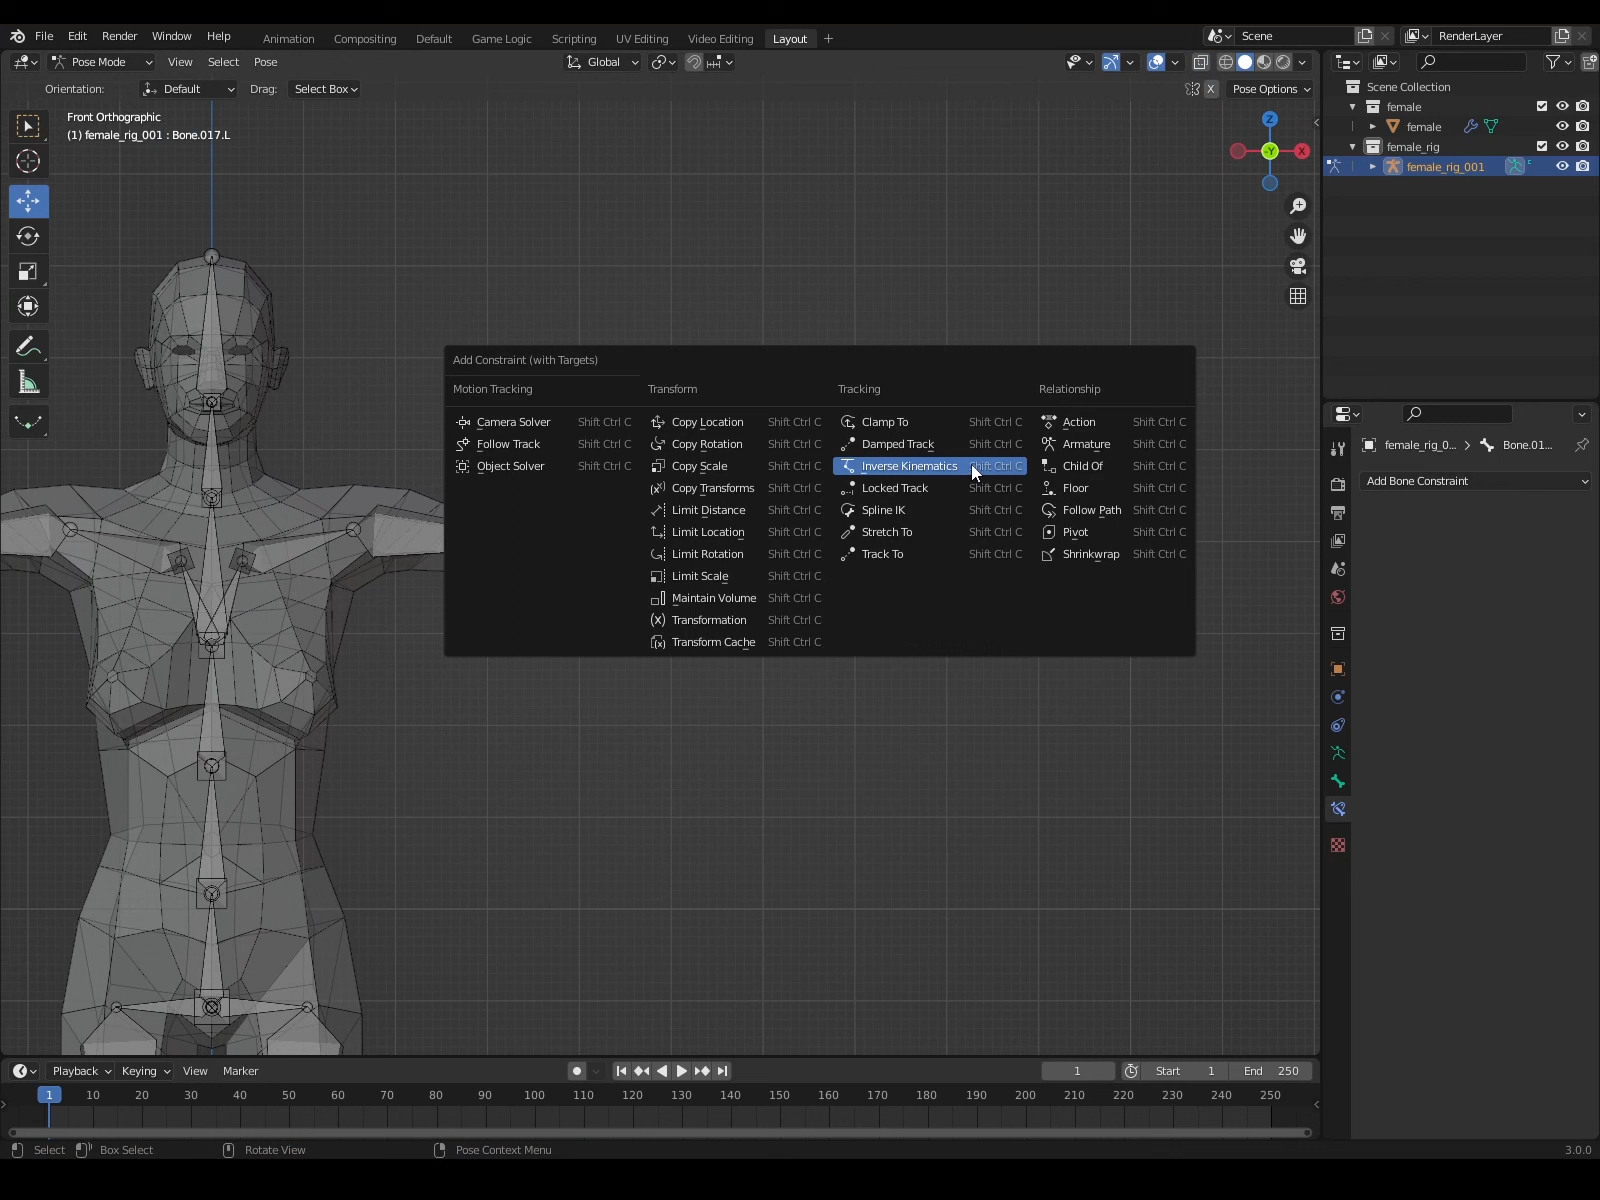 File Edit Render Window Help Animation Compositing Default Game Logic Scripting UV Editing Video Editing Layout + Scene RenderLayer
Pose Mode View Select Pose Global
Orientation: Default Drag: Select Box X Pose Options
Front Orthographic
(1) female_rig_001 : Bone.017.L
Z
-Y
X
Scene Collection
female
female
female_rig
female_rig_001
female_rig_0... > Bone.01...
Add Bone Constraint
Add Constraint (with Targets)
Motion Tracking Transform Tracking Relationship
Camera Solver Shift Ctrl C Copy Location Shift Ctrl C Clamp To Shift Ctrl C Action Shift Ctrl C
Follow Track Shift Ctrl C Copy Rotation Shift Ctrl C Damped Track Shift Ctrl C Armature Shift Ctrl C
Object Solver Shift Ctrl C Copy Scale Shift Ctrl C Inverse Kinematics Shift Ctrl C Child Of Shift Ctrl C
Copy Transforms Shift Ctrl C Locked Track Shift Ctrl C Floor Shift Ctrl C
Limit Distance Shift Ctrl C Spline IK Shift Ctrl C Follow Path Shift Ctrl C
Limit Location Shift Ctrl C Stretch To Shift Ctrl C Pivot Shift Ctrl C
Limit Rotation Shift Ctrl C Track To Shift Ctrl C Shrinkwrap Shift Ctrl C
Limit Scale Shift Ctrl C
Maintain Volume Shift Ctrl C
Transformation Shift Ctrl C
Transform Cache Shift Ctrl C
Playback Keying View Marker 1 Start 1 End 250
1 10 20 30 40 50 60 70 80 90 100 110 120 130 140 150 160 170 180 190 200 210 220 230 240 250
Select Box Select Rotate View Pose Context Menu 3.0.0